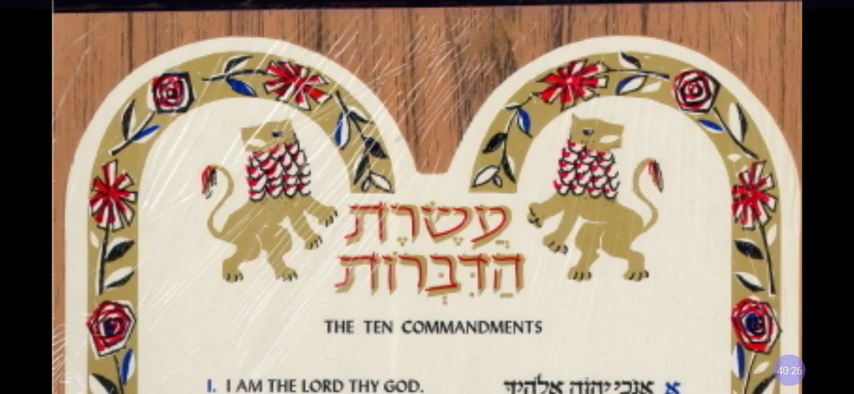 עֲשֶׂרֶת
הַדִּבְּרוֹת
THE TEN COMMANDMENTS
I. I AM THE LORD THY GOD.
א אנכי יהוה אלהיך
40:26